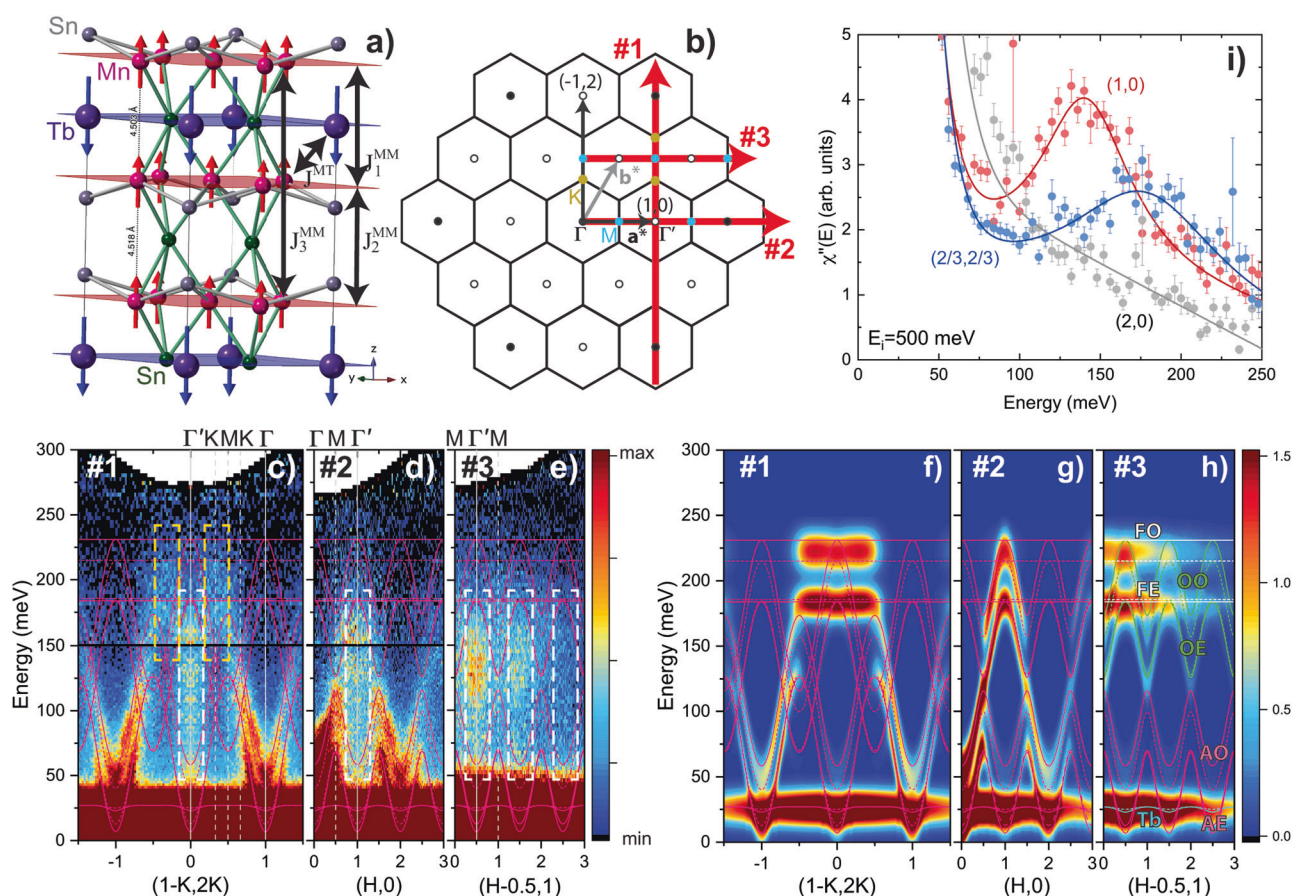 Sn
a)
Mn
Tb
4.503 Å
4.518 Å
J^MT
J₁^MM
J₂^MM
J₃^MM
Sn
z
y
x
b)
#1
(-1,2)
#3
b*
K
(1,0)
Γ
M
a*
Γ′
#2
i)
χ"(E) (arb. units)
5
4
3
2
1
0
(1,0)
(2/3,2/3)
(2,0)
E_i=500 meV
0
50
100
150
200
250
Energy (meV)
Γ′KMKΓ
ΓMΓ′
MΓ′M
#1
c)
#2
d)
#3
e)
Energy (meV)
300
250
200
150
100
50
0
-1
0
1
(1-K,2K)
0
1
2
3
(H,0)
0
1
2
3
(H-0.5,1)
max
min
#1
f)
#2
g)
#3
h)
Energy (meV)
300
250
200
150
100
50
0
FO
OO
FE
OE
AO
Tb
AE
-1
0
1
(1-K,2K)
0
1
2
3
(H,0)
0
1
2
3
(H-0.5,1)
1.5
1.0
0.5
0.0